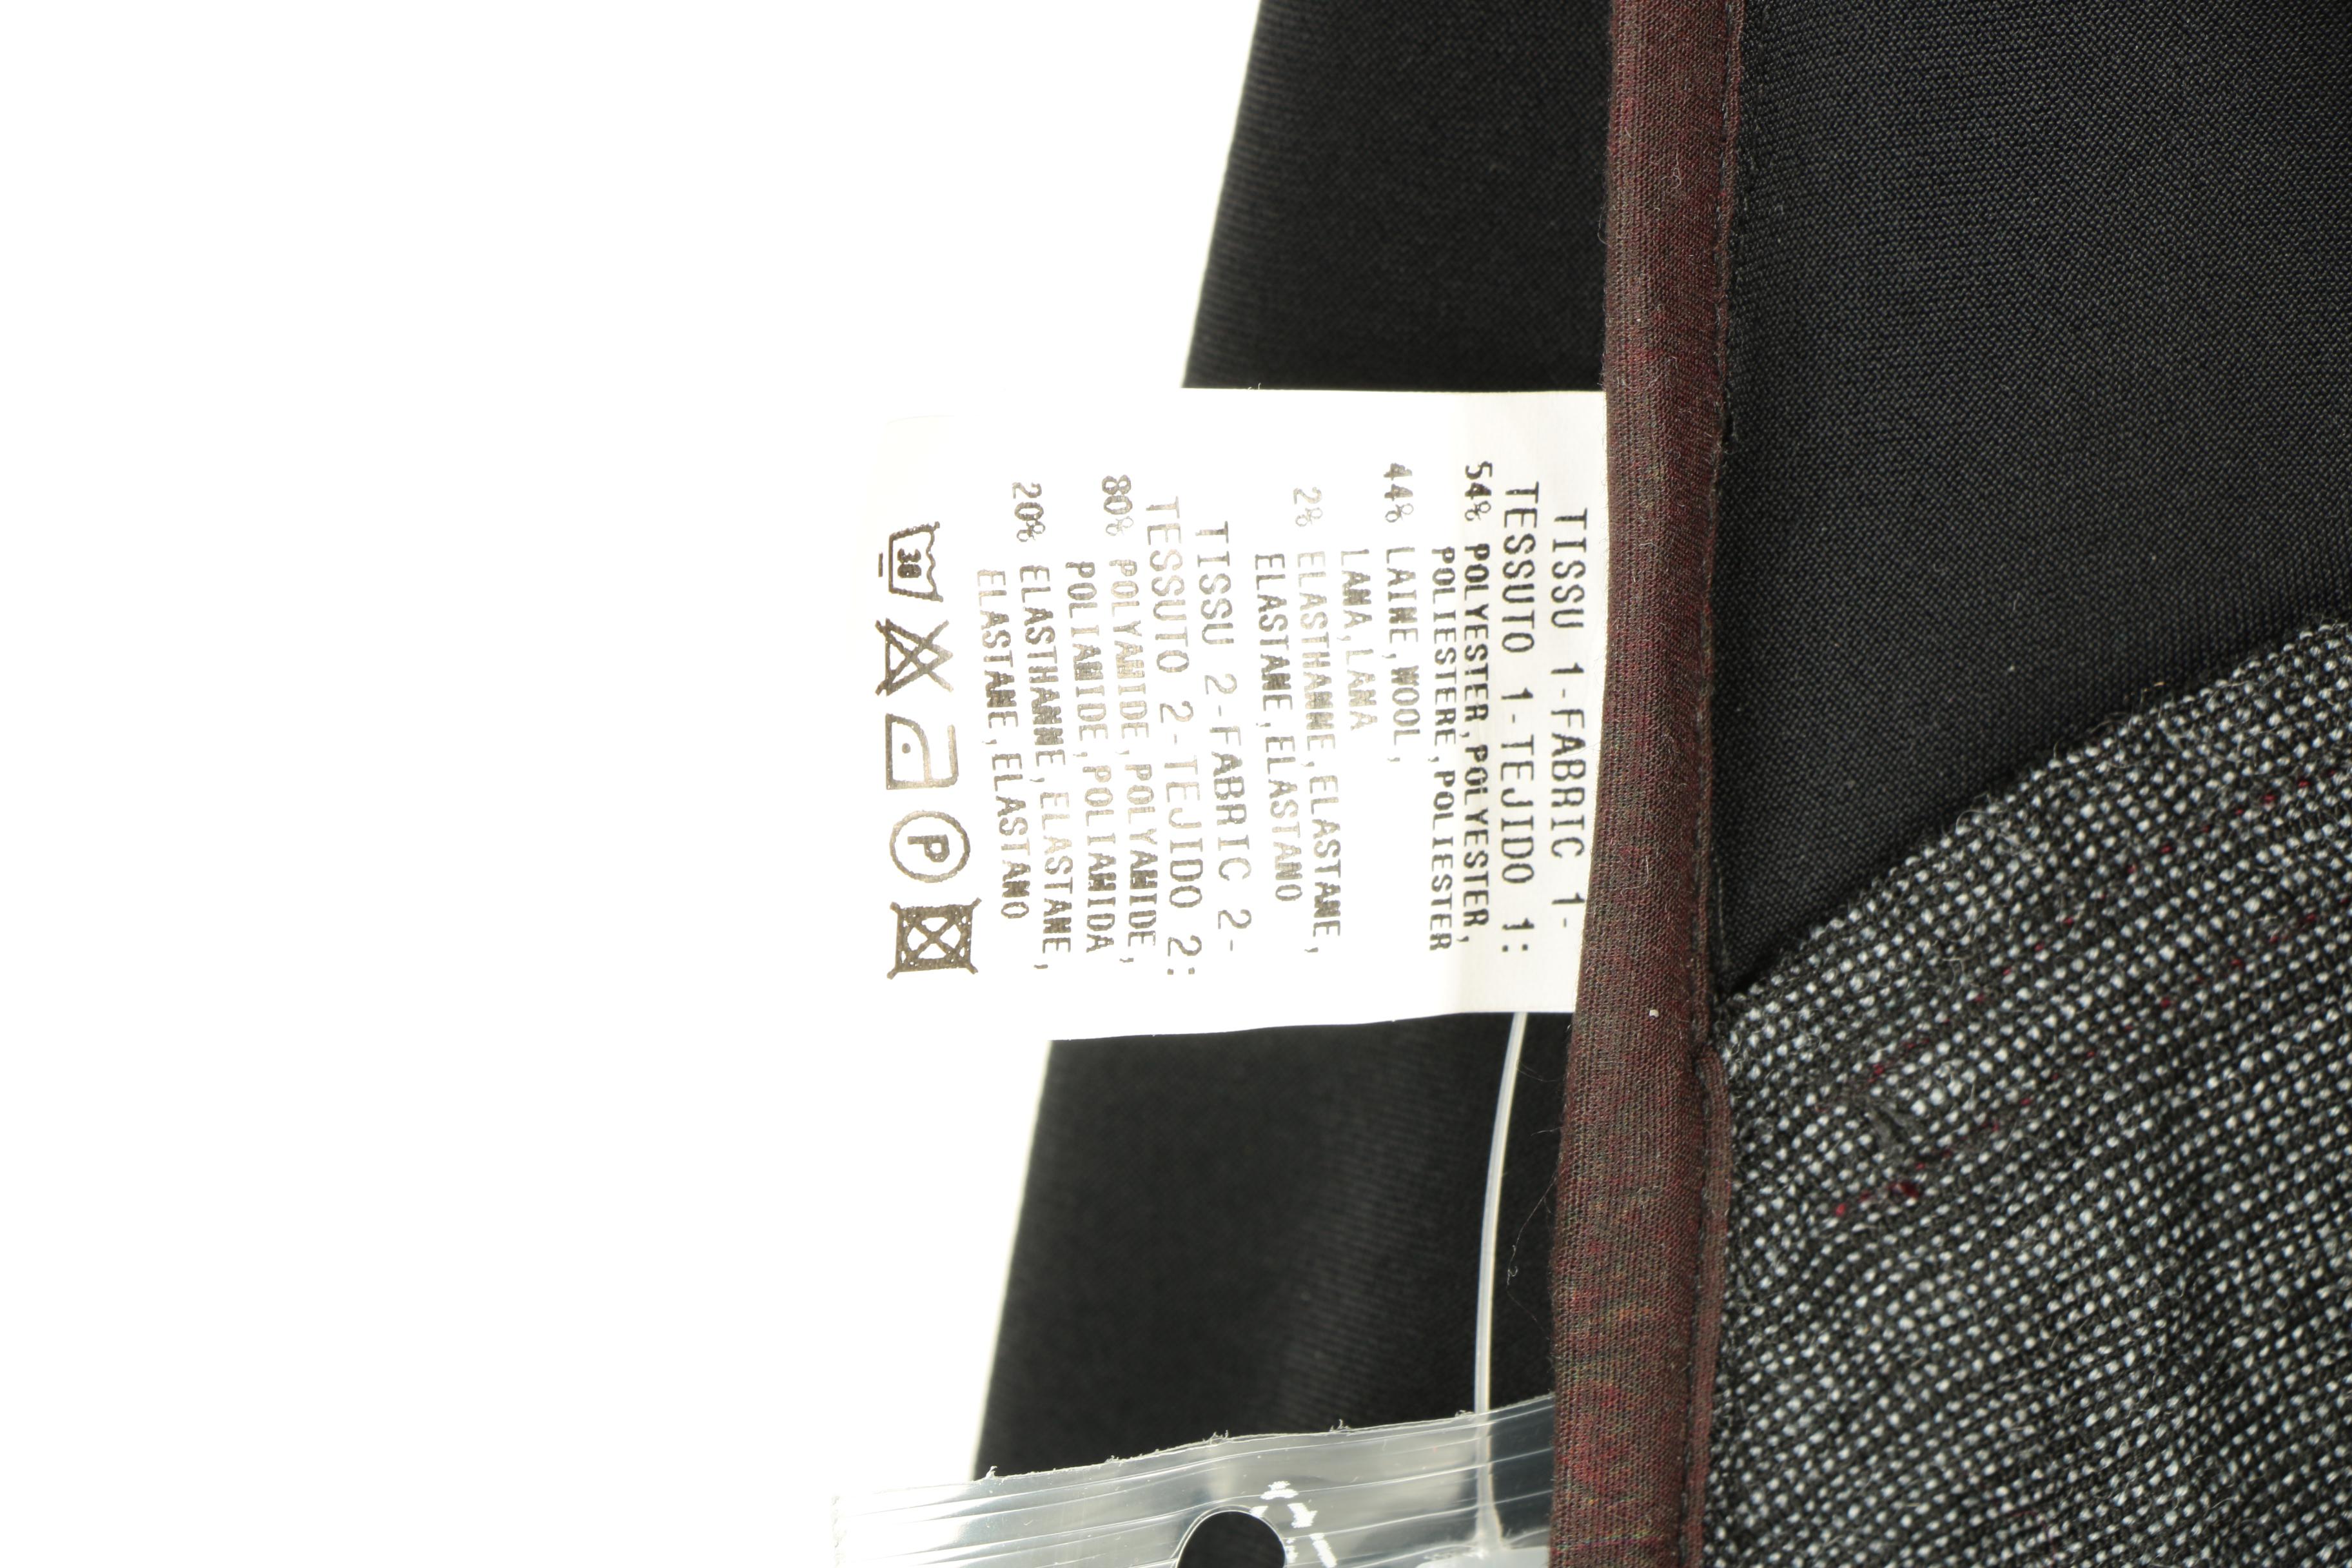 TISSU 1-FABRIC 1-
TESSUTO 1-TEJIDO 1:
54% POLYESTER,POLYESTER,
POLIESTERE,POLIESTER
44% LAINE,WOOL,
LANA,LANA
2% ELASTHANNE,ELASTANE,
ELASTANE,ELASTANO
TISSU 2-FABRIC 2-
TESSUTO 2-TEJIDO 2:
80% POLYAMIDE,POLYAMIDE,
POLIAMIDE,POLIAMIDA
20% ELASTHANNE,ELASTANE,
ELASTANE,ELASTANO
30 P